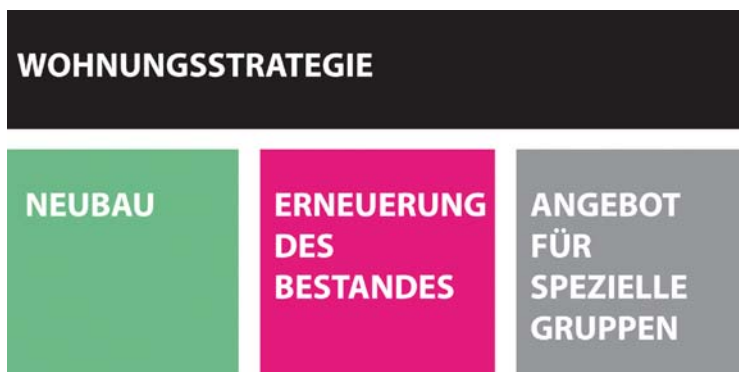 WOHNUNGSSTRATEGIE
NEUBAU
ERNEUERUNG
DES
BESTANDES
ANGEBOT
FÜR
SPEZIELLE
GRUPPEN